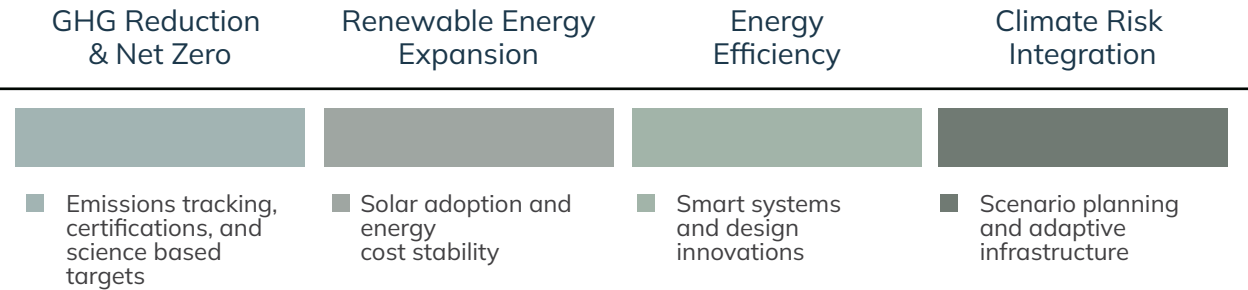 GHG Reduction
& Net Zero
Renewable Energy
Expansion
Energy
Efficiency
Climate Risk
Integration
Emissions tracking,
certifications, and
science based
targets
Solar adoption and
energy
cost stability
Smart systems
and design
innovations
Scenario planning
and adaptive
infrastructure